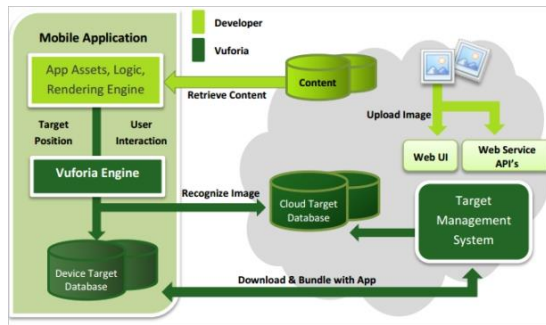 Developer
Vuforia
Mobile Application
App Assets, Logic,
Rendering Engine
Retrieve Content
Content
Upload Image
Target
Position
User
Interaction
Web UI
Web Service
API's
Vuforia Engine
Recognize Image
Cloud Target
Database
Target
Management
System
Device Target
Database
Download & Bundle with App